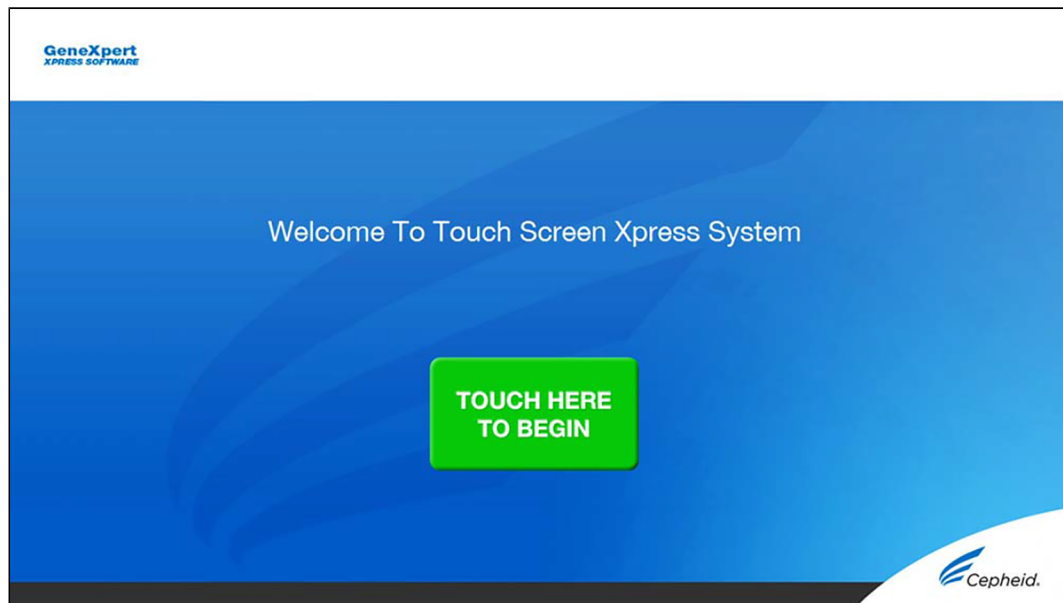 GeneXpert
XPRESS SOFTWARE
Welcome To Touch Screen Xpress System
TOUCH HERE
TO BEGIN
Cepheid.